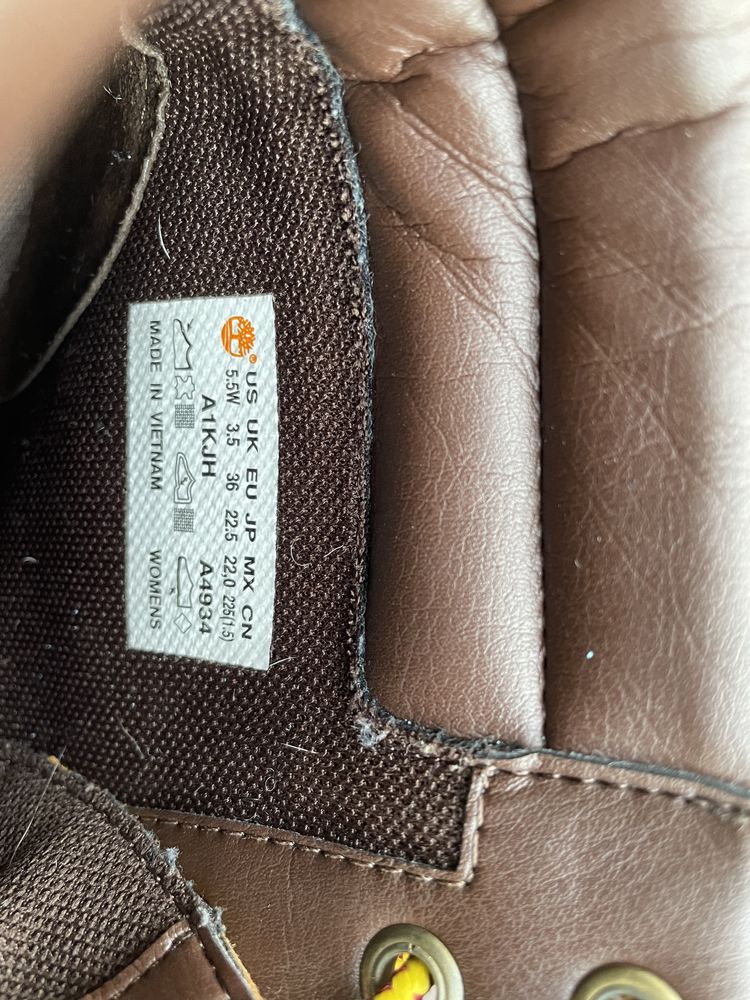 US UK EU JP MX CN
5.5W 3.5 36 22.5 22,0 225(1.5)
A1KJH A4934
MADE IN VIETNAM WOMENS